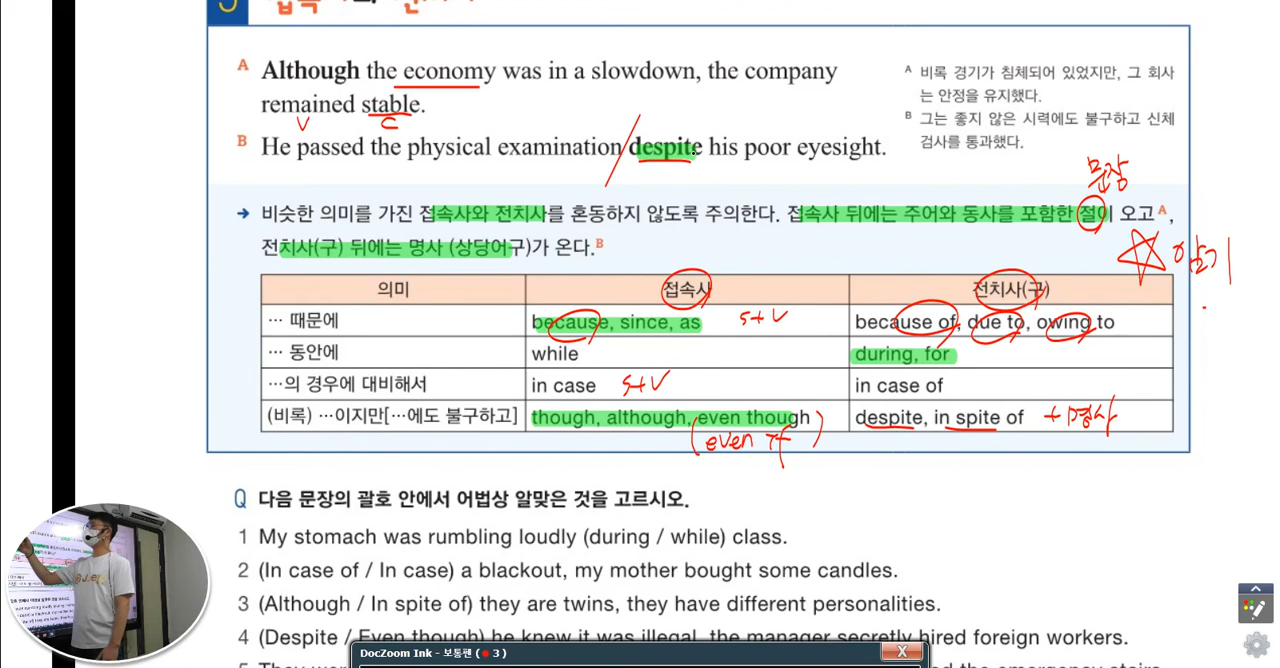 5
A Although the economy was in a slowdown, the company
remained stable.
V
C
B He passed the physical examination despite his poor eyesight.
A 비록 경기가 침체되어 있었지만, 그 회사
는 안정을 유지했다.
B 그는 좋지 않은 시력에도 불구하고 신체
검사를 통과했다.
문장
→ 비슷한 의미를 가진 접속사와 전치사를 혼동하지 않도록 주의한다. 접속사 뒤에는 주어와 동사를 포함한 절이 오고A,
전치사(구) 뒤에는 명사 (상당어구)가 온다.B
암기
의미 접속사 전치사(구)
… 때문에 because, since, as S+V because of, due to, owing to
… 동안에 while during, for
…의 경우에 대비해서 in case S+V in case of
(비록) …이지만[…에도 불구하고] though, although, even though despite, in spite of +명사
(even if)
Q 다음 문장의 괄호 안에서 어법상 알맞은 것을 고르시오.
1 My stomach was rumbling loudly (during / while) class.
2 (In case of / In case) a blackout, my mother bought some candles.
3 (Although / In spite of) they are twins, they have different personalities.
4 (Despite / Even though) he knew it was illegal, the manager secretly hired foreign workers.
DocZoom Ink - 보통펜 ( 3 )
5 They
the emergency stairs